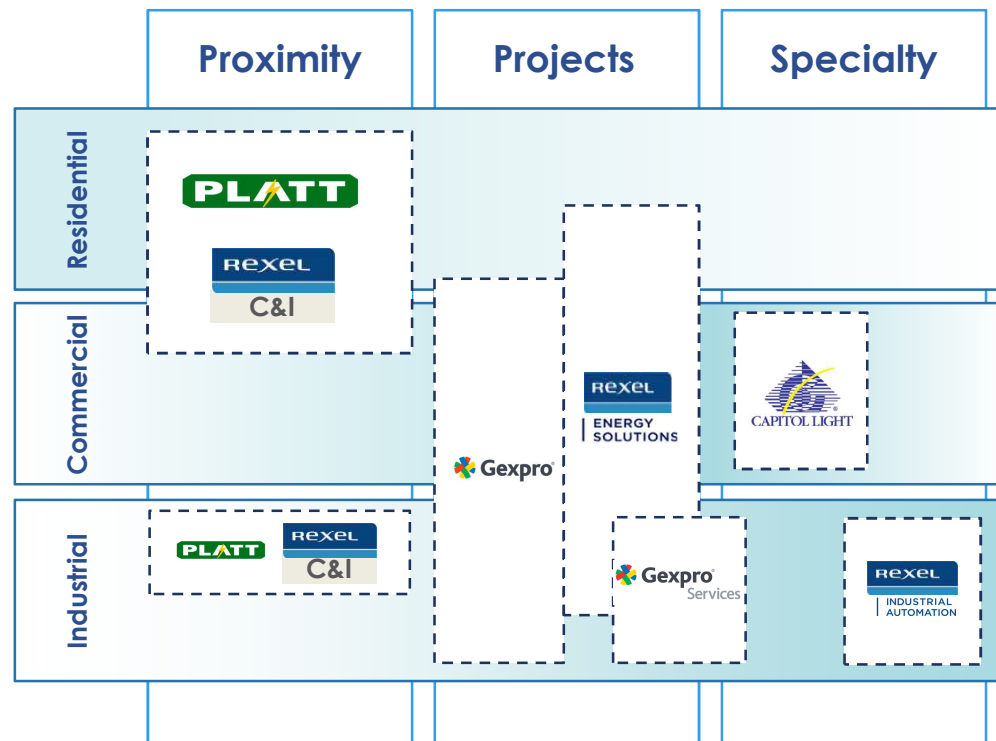 Proximity
Projects
Specialty
Residential
PLATT
REXEL
C&I
Commercial
Gexpro®
REXEL
ENERGY
SOLUTIONS
CAPITOL LIGHT®
Industrial
PLATT
REXEL
C&I
Gexpro®
Services
REXEL
INDUSTRIAL
AUTOMATION